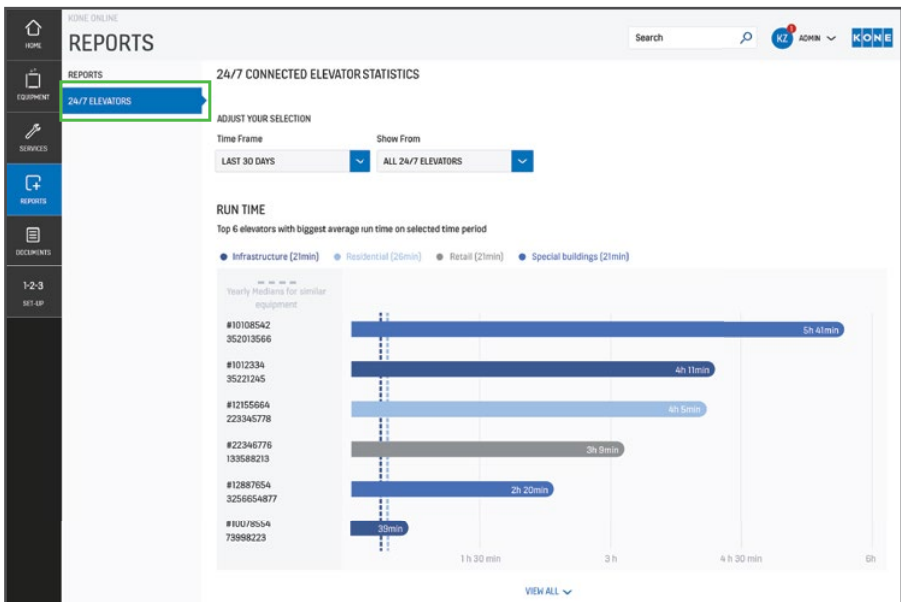 KONE ONLINE
REPORTS
Search
KZ
1
ADMIN
KONE
HOME
EQUIPMENT
SERVICES
REPORTS
DOCUMENTS
1-2-3
SET-UP
REPORTS
24/7 ELEVATORS
24/7 CONNECTED ELEVATOR STATISTICS
ADJUST YOUR SELECTION
Time Frame
Show From
LAST 30 DAYS
ALL 24/7 ELEVATORS
RUN TIME
Top 6 elevators with biggest average run time on selected time period
Infrastructure (21min)
Residential (26min)
Retail (21min)
Special buildings (21min)
Yearly Medians for similar
equipment
#10108542
352013566
5h 41min
#1012334
35221245
4h 11min
#12155664
223345778
4h 5min
#22346776
133588213
3h 9min
#12887654
3256654877
2h 20min
#10078554
73998223
39min
1 h 30 min
3 h
4 h 30 min
6h
VIEW ALL